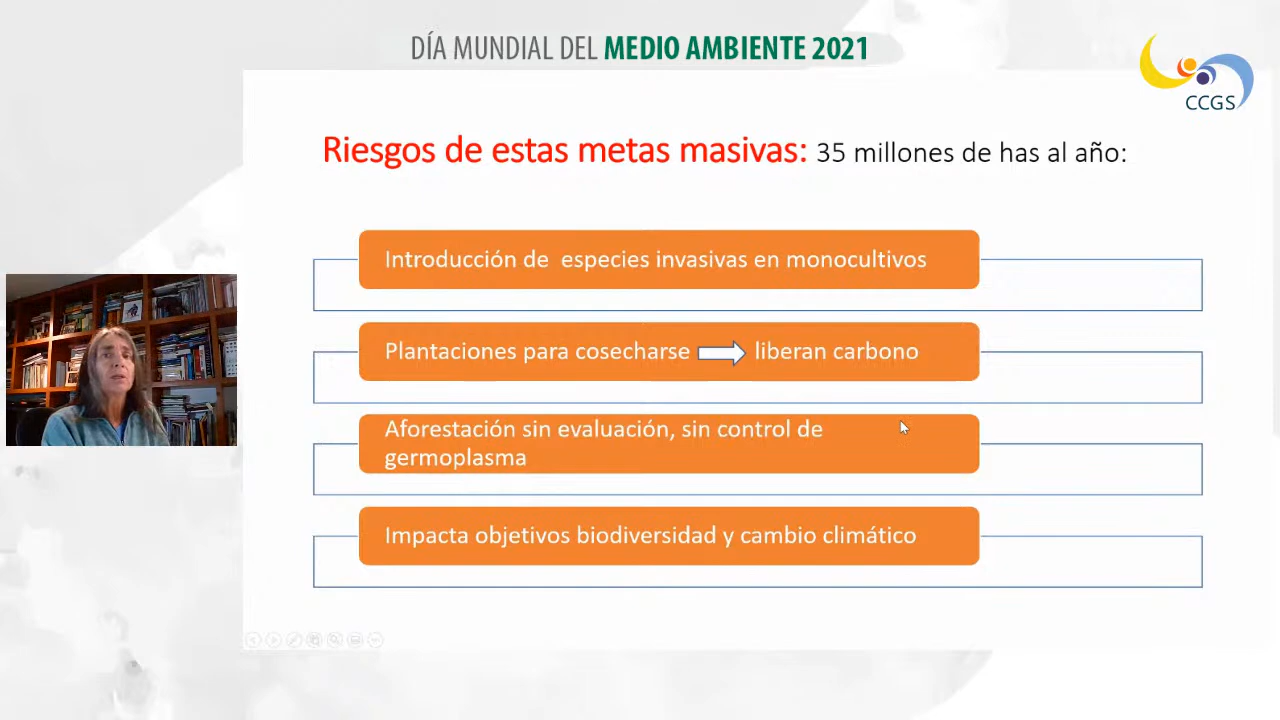 DÍA MUNDIAL DEL MEDIO AMBIENTE 2021
CCGS
Riesgos de estas metas masivas: 35 millones de has al año:
Introducción de especies invasivas en monocultivos
Plantaciones para cosecharse liberan carbono
Aforestación sin evaluación, sin control de
germoplasma
Impacta objetivos biodiversidad y cambio climático